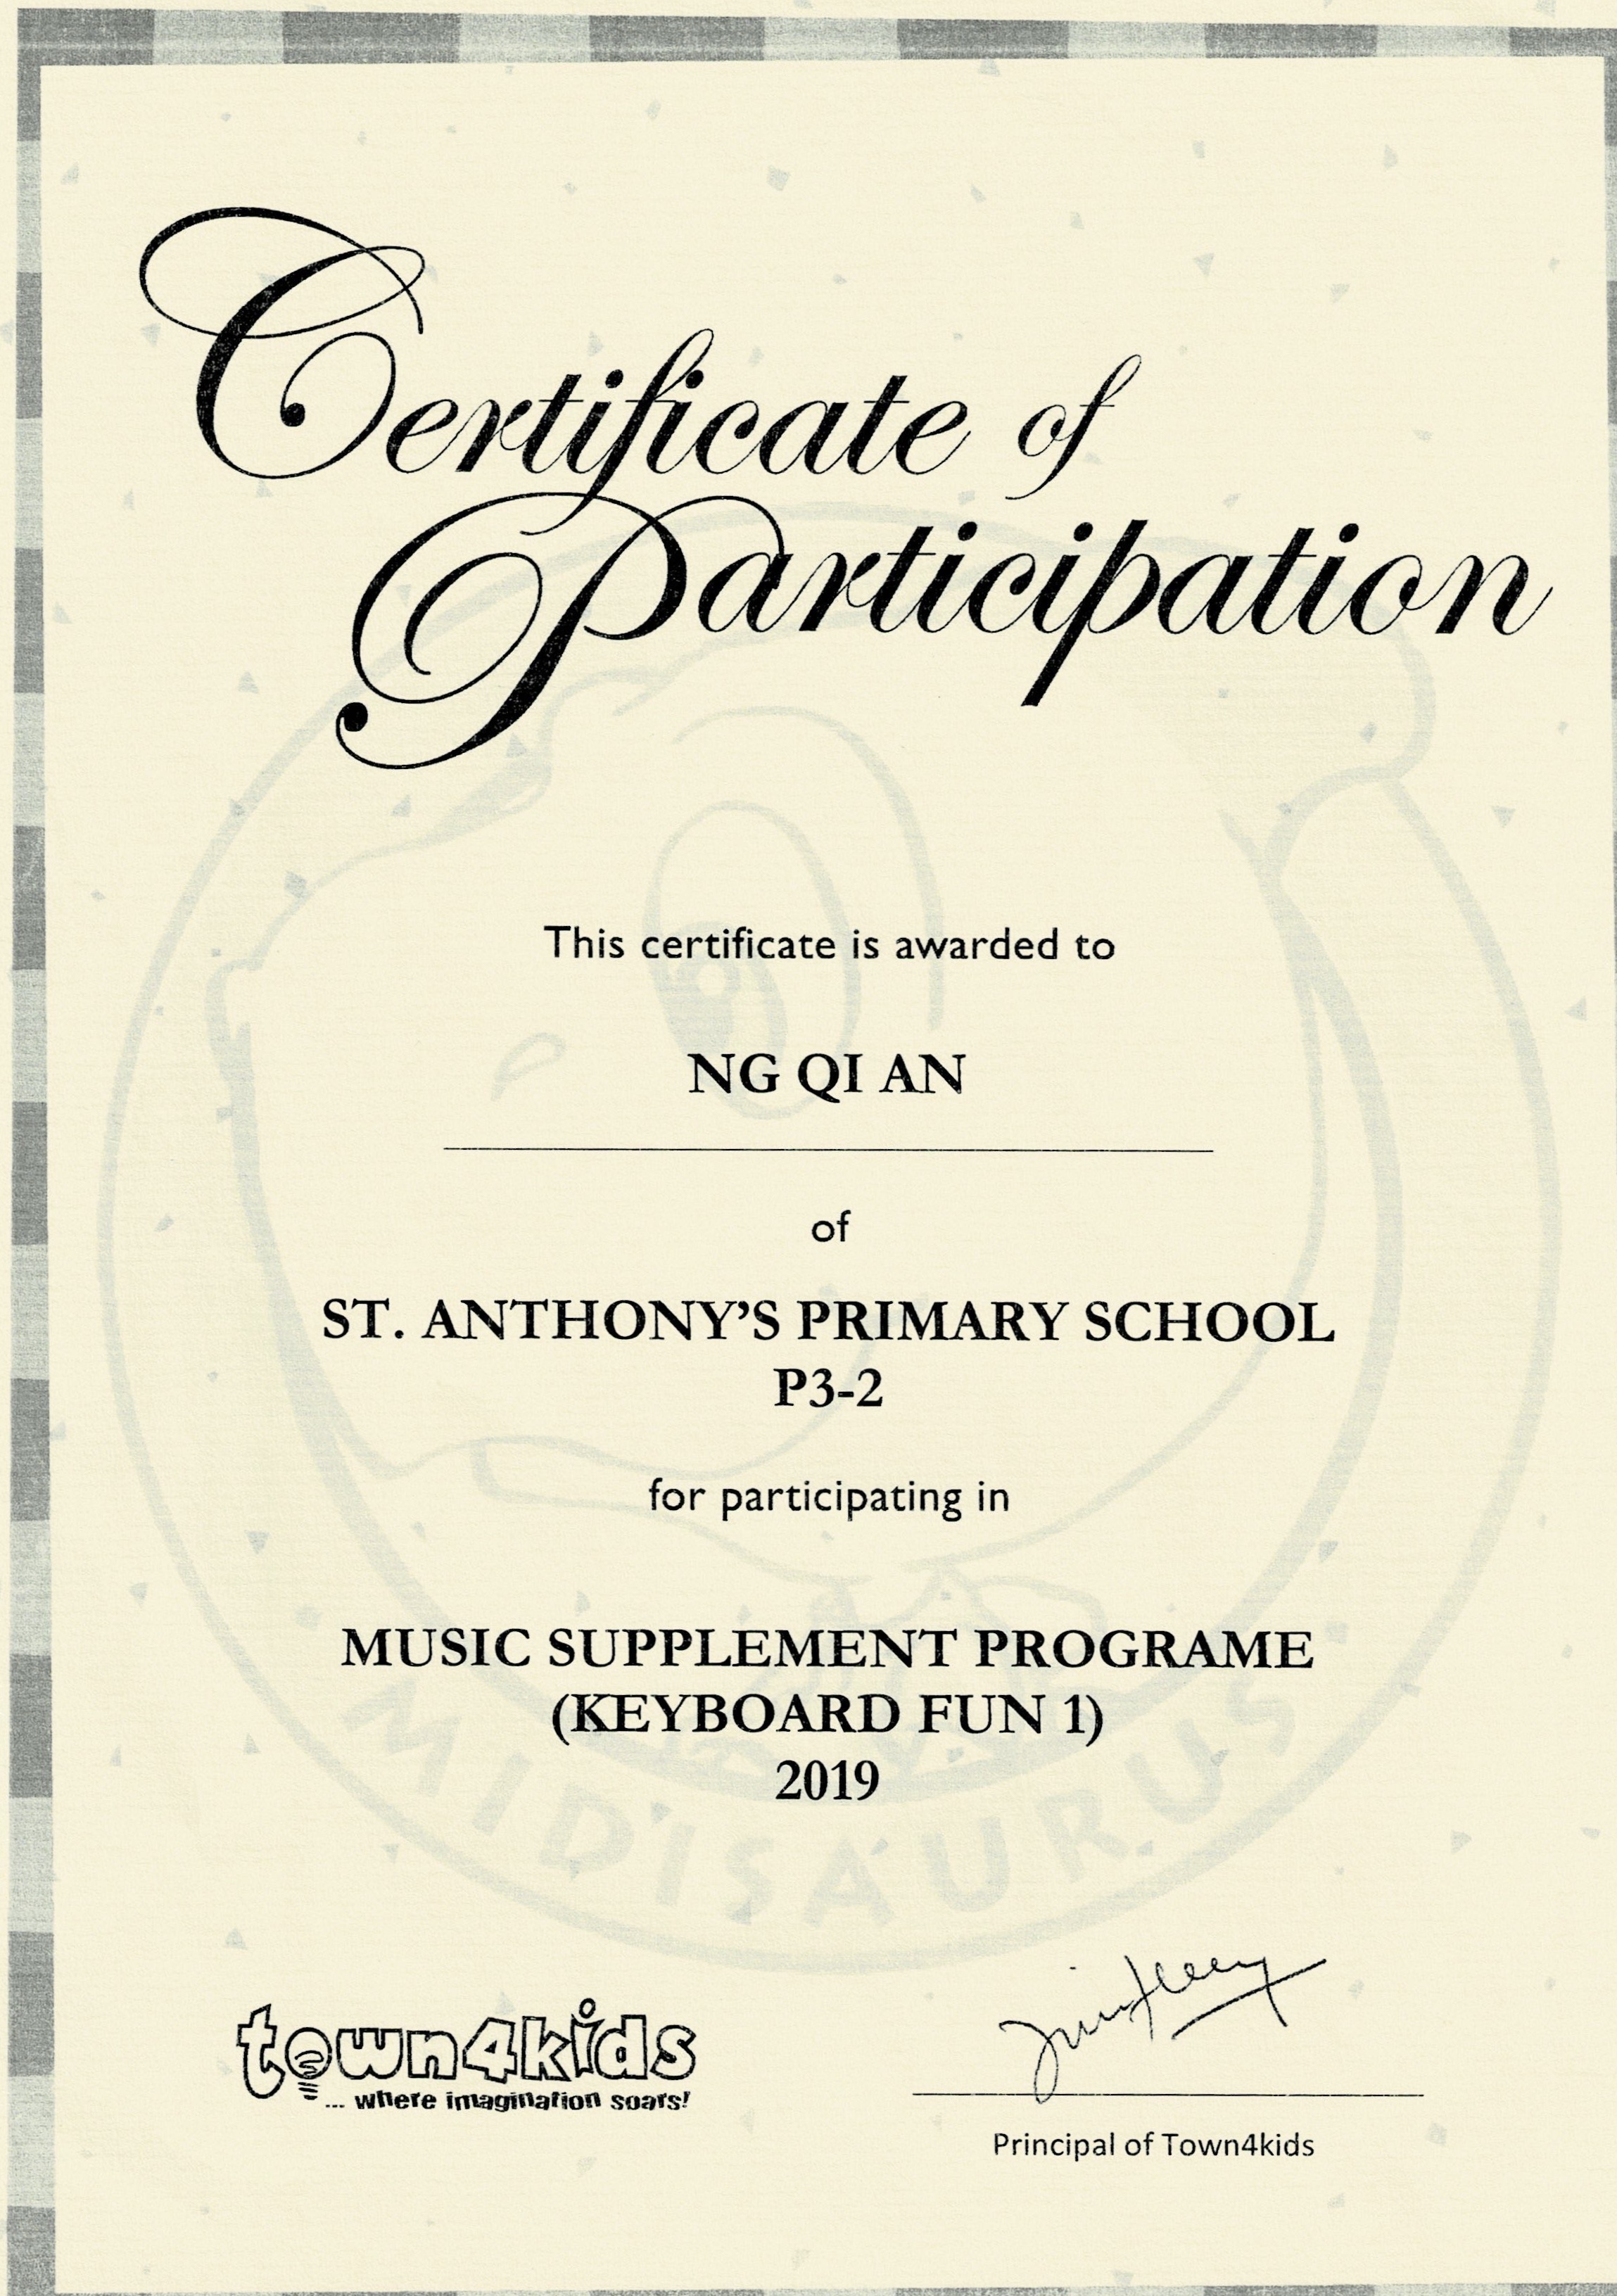 Certificate of
Participation
This certificate is awarded to
NG QI AN
of
ST. ANTHONY’S PRIMARY SCHOOL
P3-2
for participating in
MUSIC SUPPLEMENT PROGRAME
(KEYBOARD FUN 1)
2019
MIDISAURUS
town4kids
... where imagination soars!
Principal of Town4kids